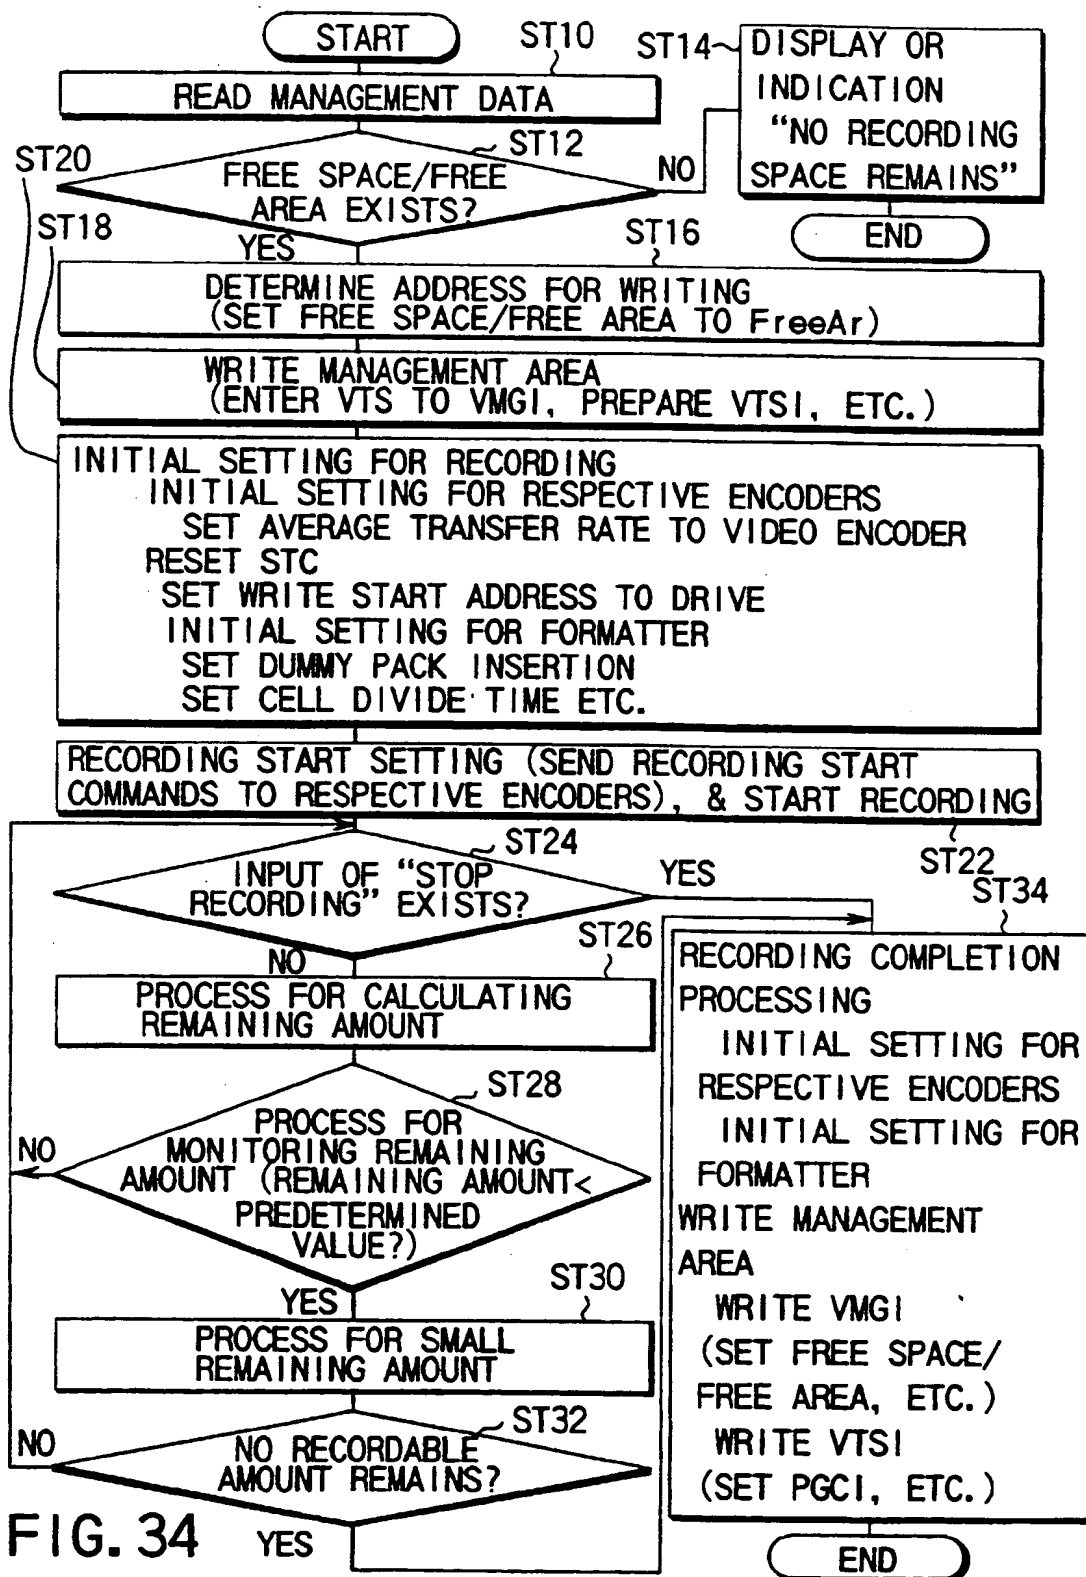 START
ST10
READ MANAGEMENT DATA
ST14
DISPLAY OR
INDICATION
“NO RECORDING
SPACE REMAINS”
END
ST12
FREE SPACE/FREE
AREA EXISTS?
NO
YES
ST20
ST18
ST16
DETERMINE ADDRESS FOR WRITING
(SET FREE SPACE/FREE AREA TO FreeAr)
WRITE MANAGEMENT AREA
(ENTER VTS TO VMGI, PREPARE VTSI, ETC.)
INITIAL SETTING FOR RECORDING
INITIAL SETTING FOR RESPECTIVE ENCODERS
SET AVERAGE TRANSFER RATE TO VIDEO ENCODER
RESET STC
SET WRITE START ADDRESS TO DRIVE
INITIAL SETTING FOR FORMATTER
SET DUMMY PACK INSERTION
SET CELL DIVIDE TIME ETC.
RECORDING START SETTING (SEND RECORDING START
COMMANDS TO RESPECTIVE ENCODERS), & START RECORDING
ST22
ST24
INPUT OF “STOP
RECORDING” EXISTS?
YES
NO
ST26
PROCESS FOR CALCULATING
REMAINING AMOUNT
ST28
PROCESS FOR
MONITORING REMAINING
AMOUNT (REMAINING AMOUNT<
PREDETERMINED
VALUE?)
NO
YES
ST30
PROCESS FOR SMALL
REMAINING AMOUNT
ST32
NO RECORDABLE
AMOUNT REMAINS?
NO
YES
ST34
RECORDING COMPLETION
PROCESSING
INITIAL SETTING FOR
RESPECTIVE ENCODERS
INITIAL SETTING FOR
FORMATTER
WRITE MANAGEMENT
AREA
WRITE VMGI
(SET FREE SPACE/
FREE AREA, ETC.)
WRITE VTSI
(SET PGCI, ETC.)
END
FIG. 34